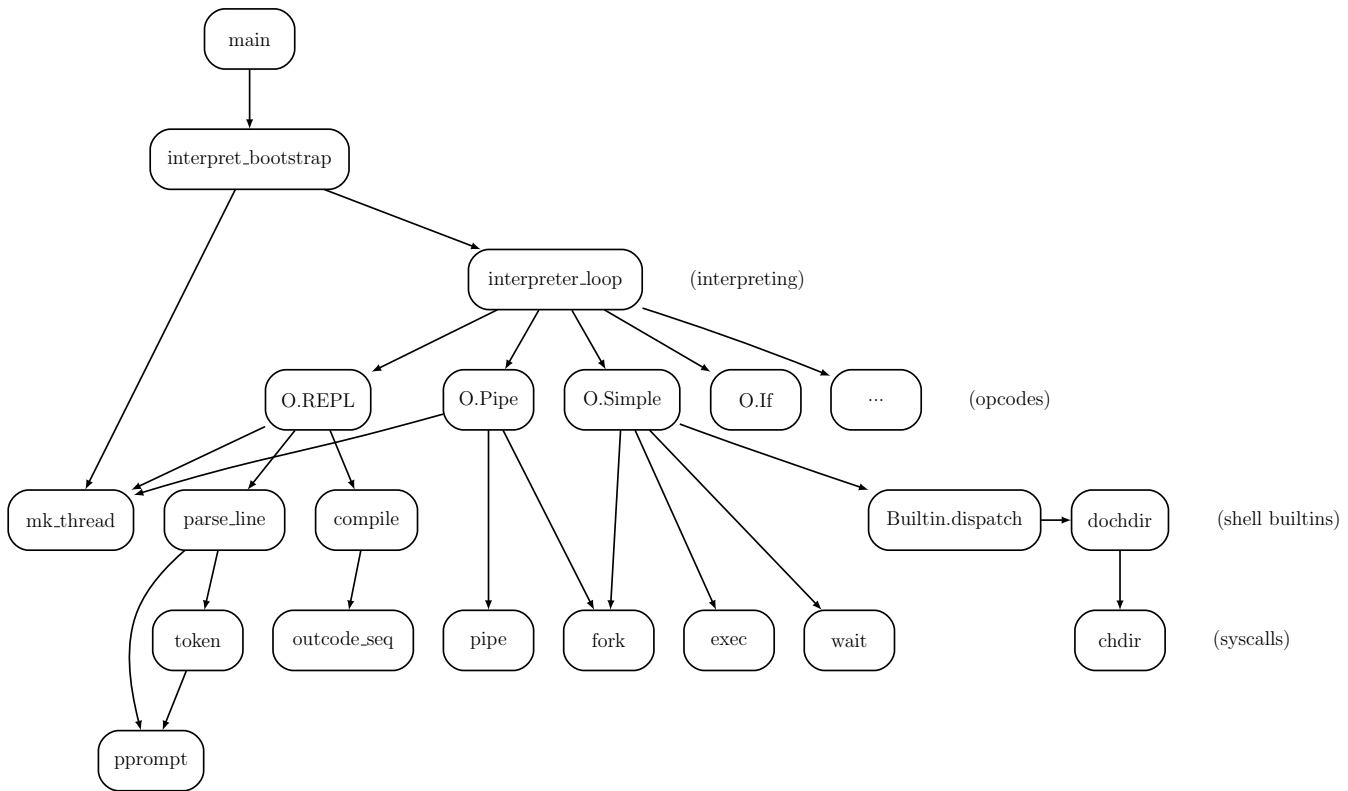 main
interpret_bootstrap
interpreter_loop (interpreting)
O.REPL O.Pipe O.Simple O.If ... (opcodes)
mk_thread parse_line compile Builtin.dispatch dochdir (shell builtins)
token outcode_seq pipe fork exec wait chdir (syscalls)
pprompt